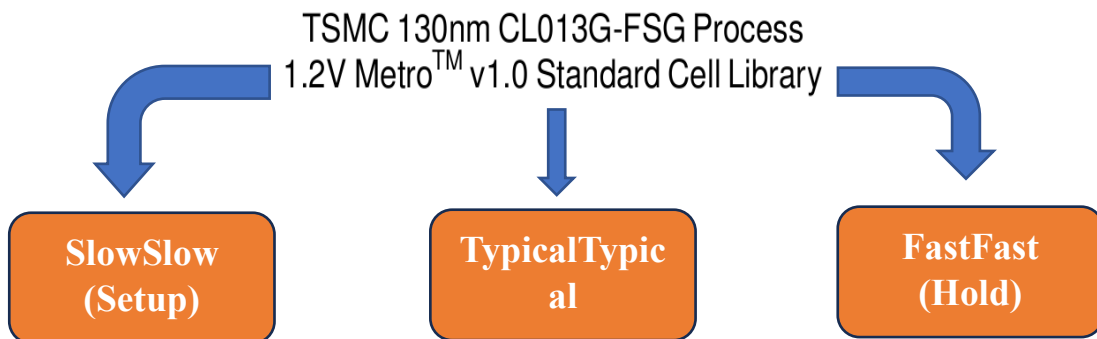 TSMC 130nm CL013G-FSG Process
1.2V Metro™ v1.0 Standard Cell Library
SlowSlow
(Setup)
TypicalTypic
al
FastFast
(Hold)